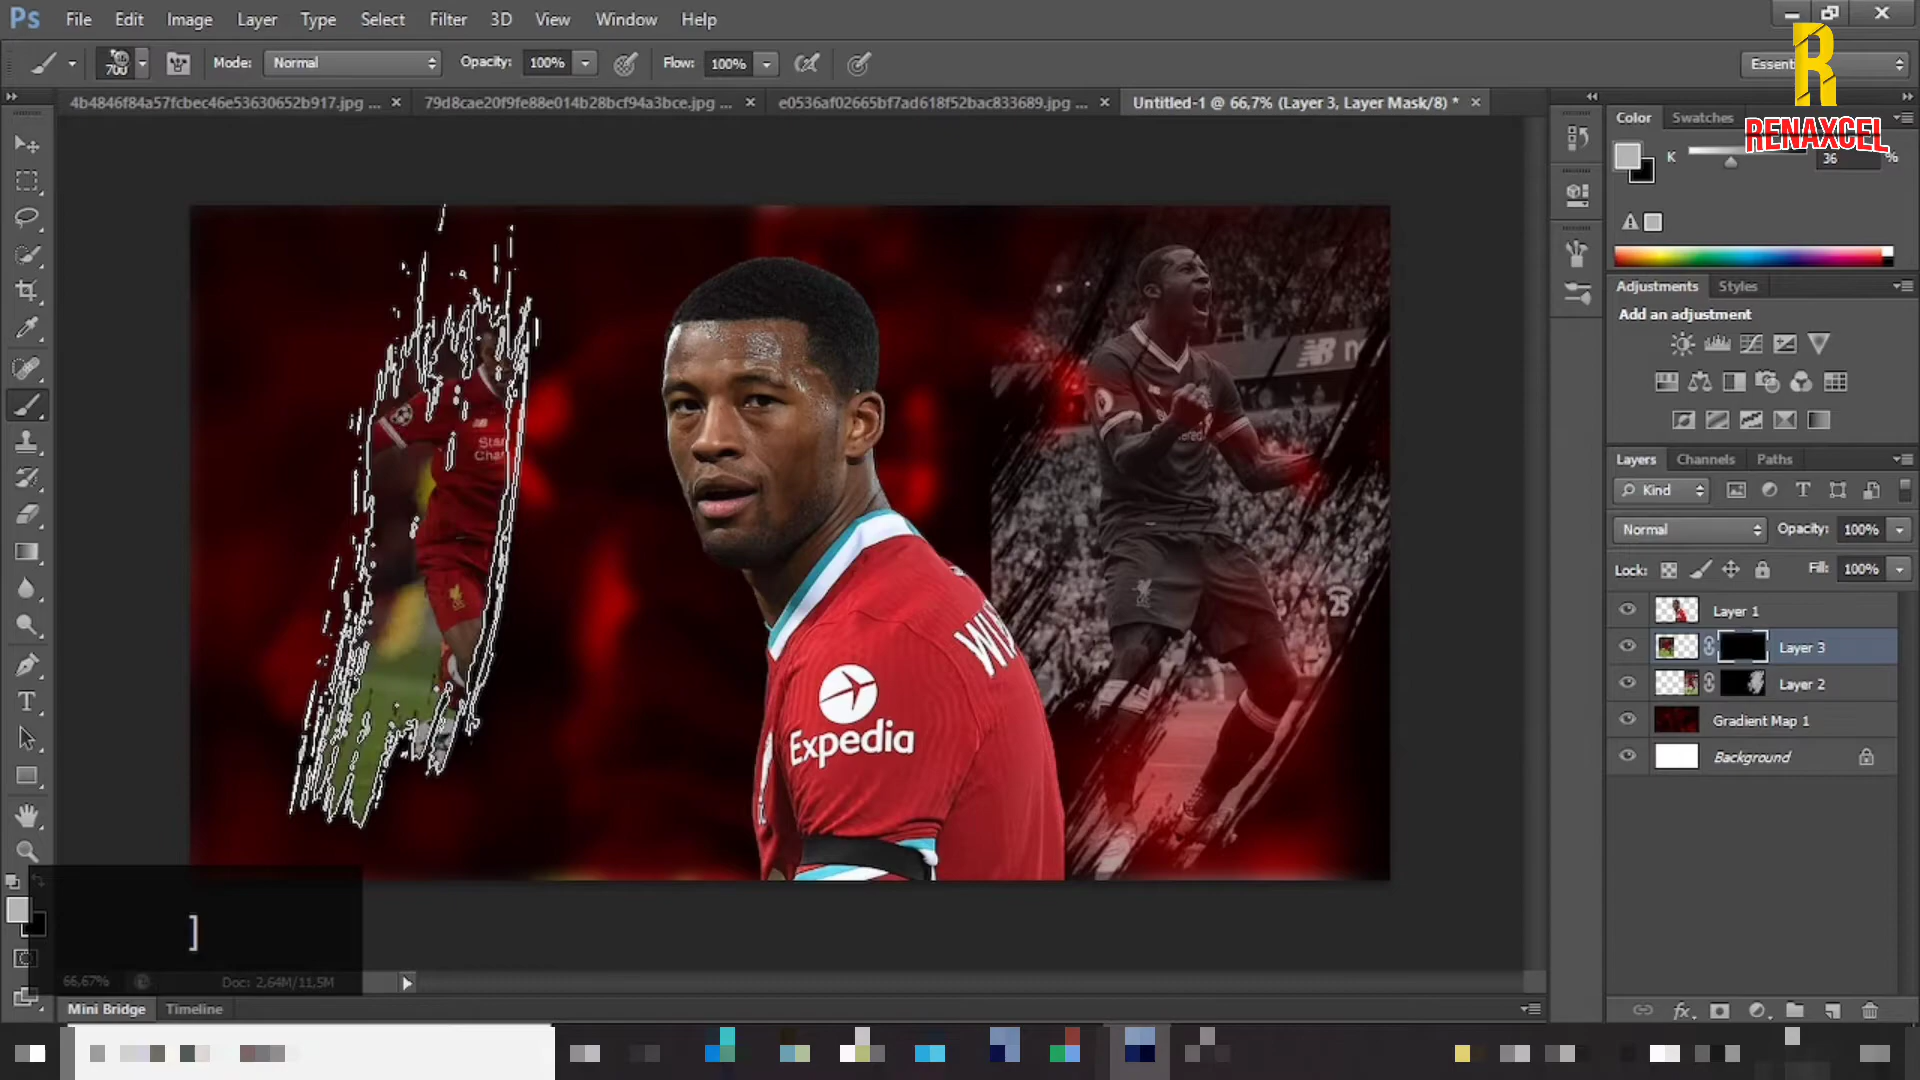 Ps File Edit Image Layer Type Select Filter 3D View Window Help
700 Mode: Normal Opacity: 100% Flow: 100% Essent
R
RENAXCEL
4b4846f84a57fcbec46e53630652b917.jpg ... × 79d8cae20f9fe88e014b28bcf94a3bce.jpg ... × e0536af02665bf7ad618f52bac833689.jpg ... × Untitled-1 @ 66,7% (Layer 3, Layer Mask/8) * ×
Color Swatches
K 36 %
Adjustments Styles
Add an adjustment
Layers Channels Paths
Kind
Normal Opacity: 100%
Lock: Fill: 100%
Layer 1
Layer 3
Layer 2
Gradient Map 1
Background
NB
Expedia
]
66,67% Doc: 2,64M/11,5M
Mini Bridge Timeline